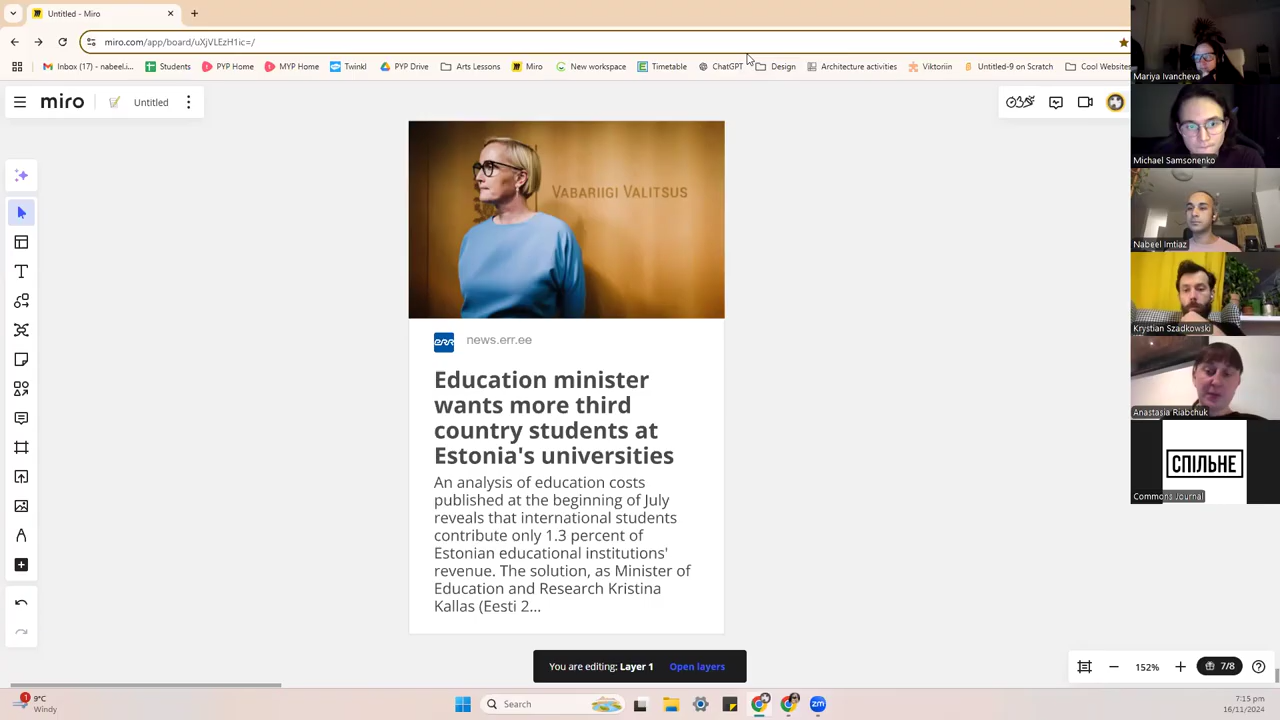 Untitled - Miro
miro.com/app/board/uXjVLEzH1ic=/
Inbox (17) - nabeel.i...
Students
PYP Home
MYP Home
Twinkl
PYP Drive
Arts Lessons
Miro
New workspace
Timetable
ChatGPT
Design
Architecture activities
Viktoriin
Untitled-9 on Scratch
Cool Websites
miro
Untitled
VABARIIGI VALITSUS
err
news.err.ee
Education minister
wants more third
country students at
Estonia's universities
An analysis of education costs
published at the beginning of July
reveals that international students
contribute only 1.3 percent of
Estonian educational institutions'
revenue. The solution, as Minister of
Education and Research Kristina
Kallas (Eesti 2...
You are editing: Layer 1
Open layers
152%
7/8
Mariya Ivancheva
Michael Samsonenko
Nabeel Imtiaz
Krystian Szadkowski
Anastasia Riabchuk
СПІЛЬНЕ
Commons Journal
1
9°C
Windy
Search
zm
7:15 pm
16/11/2024